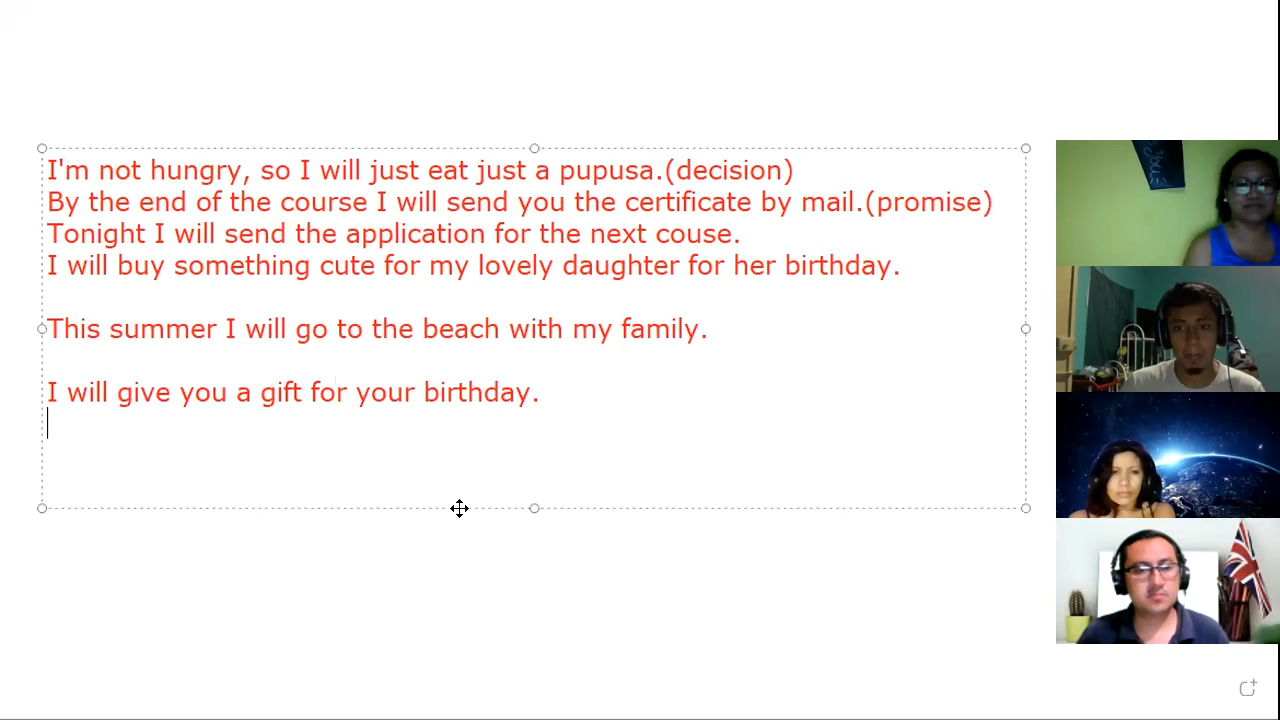 I'm not hungry, so I will just eat just a pupusa.(decision)
By the end of the course I will send you the certificate by mail.(promise)
Tonight I will send the application for the next couse.
I will buy something cute for my lovely daughter for her birthday.
This summer I will go to the beach with my family.
I will give you a gift for your birthday.